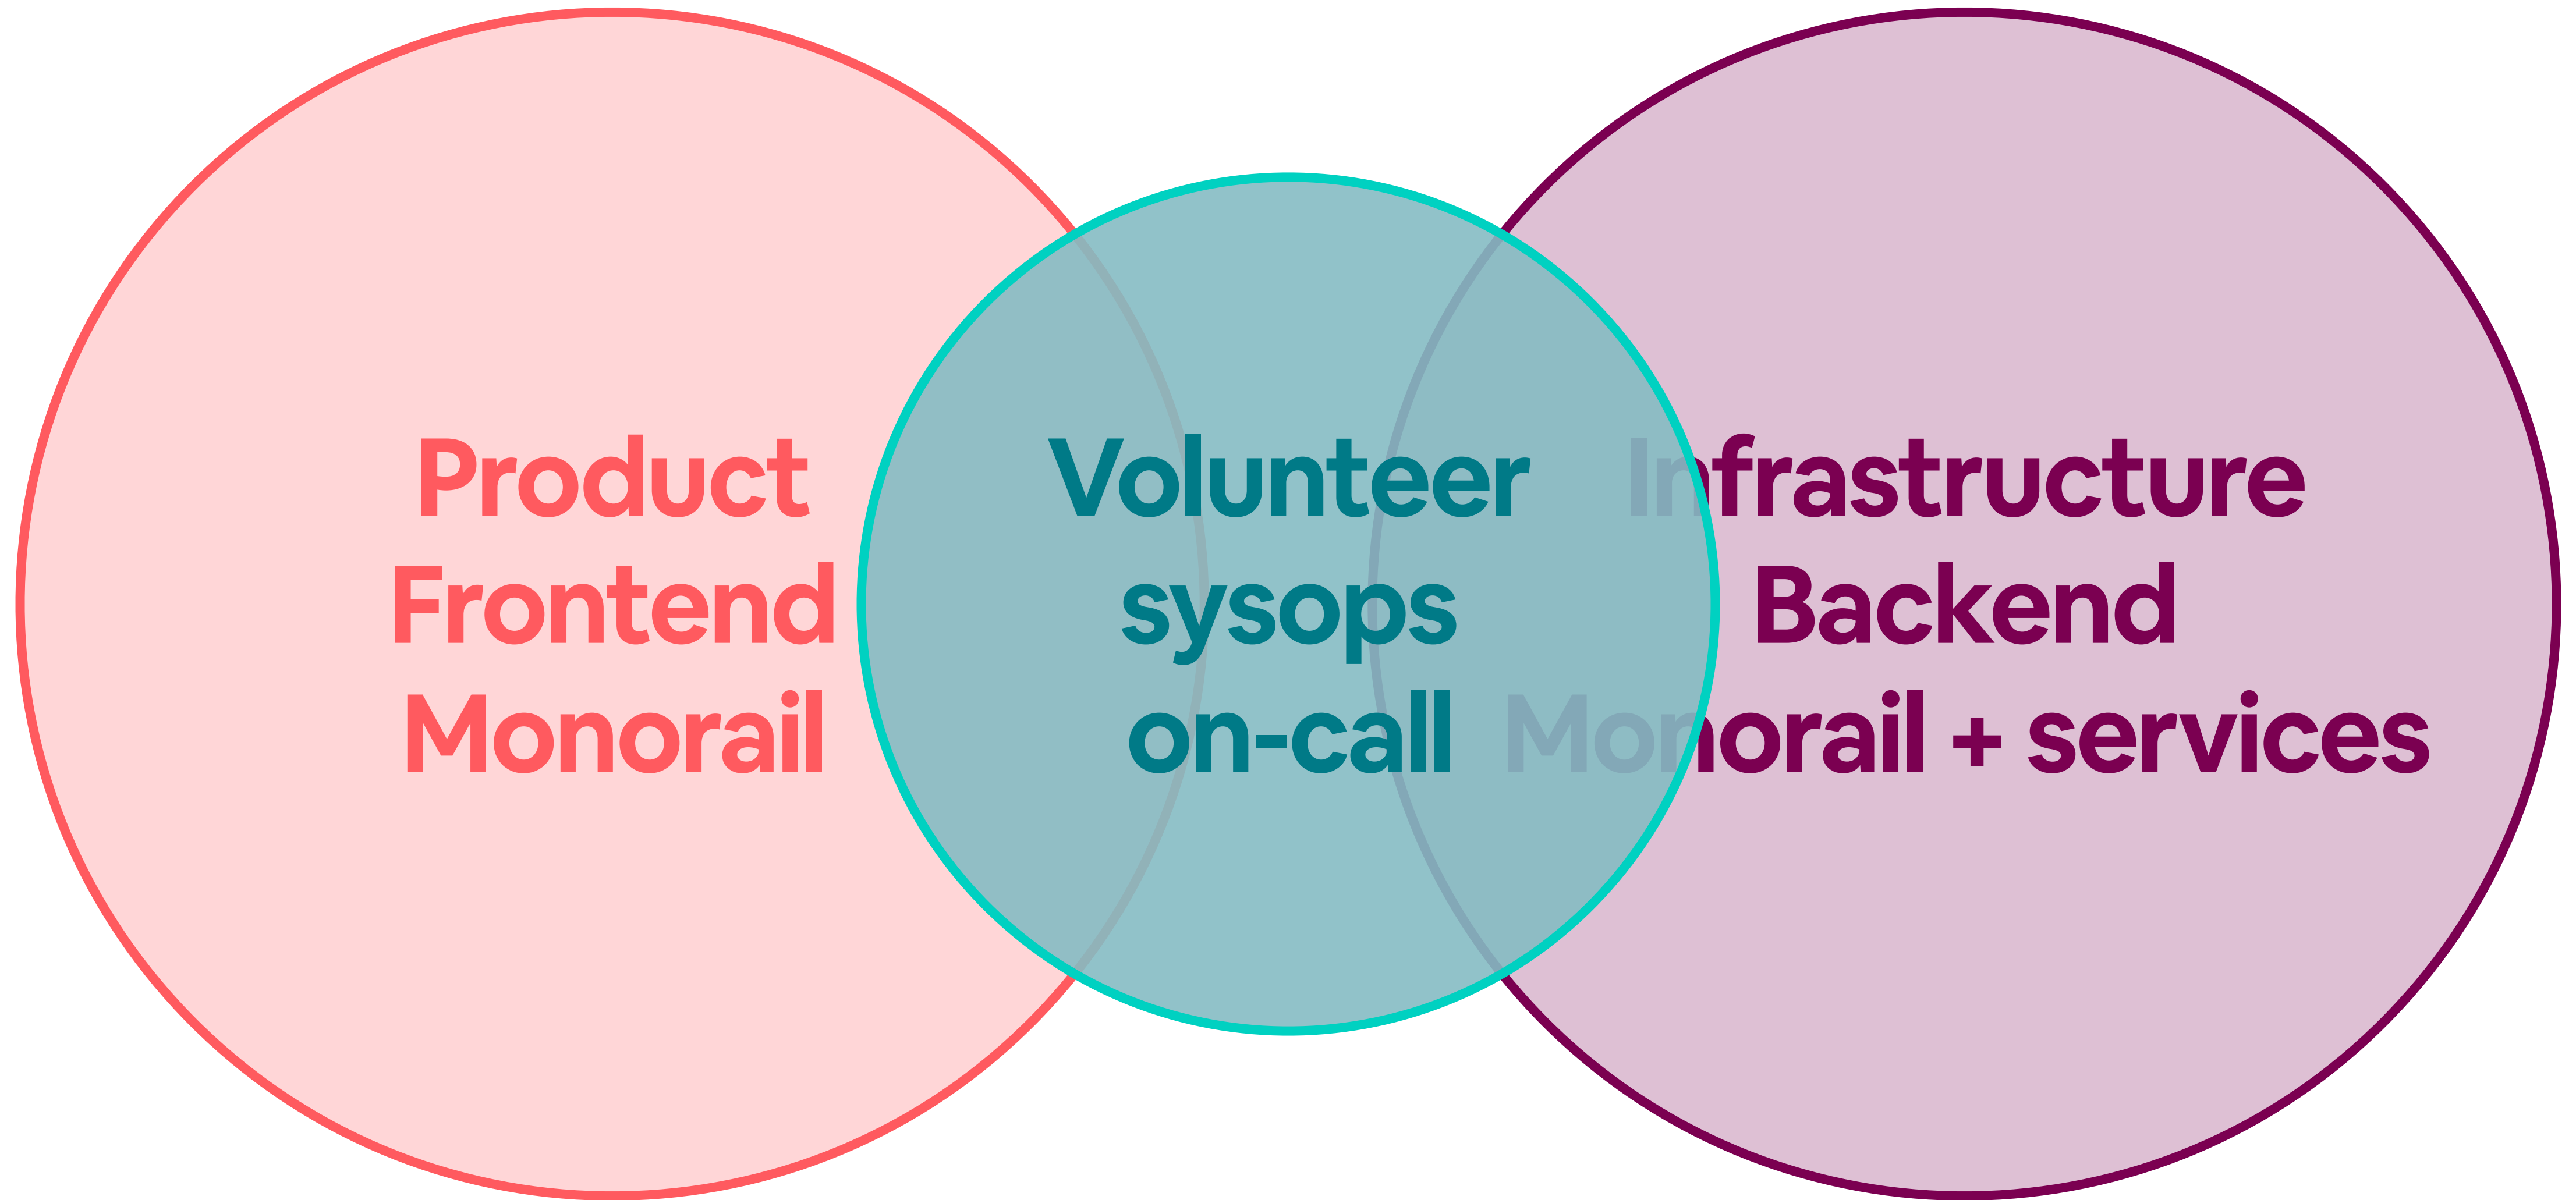 Product
Frontend
Monorail
Volunteer
sysops
on-call
Infrastructure
Backend
Monorail + services